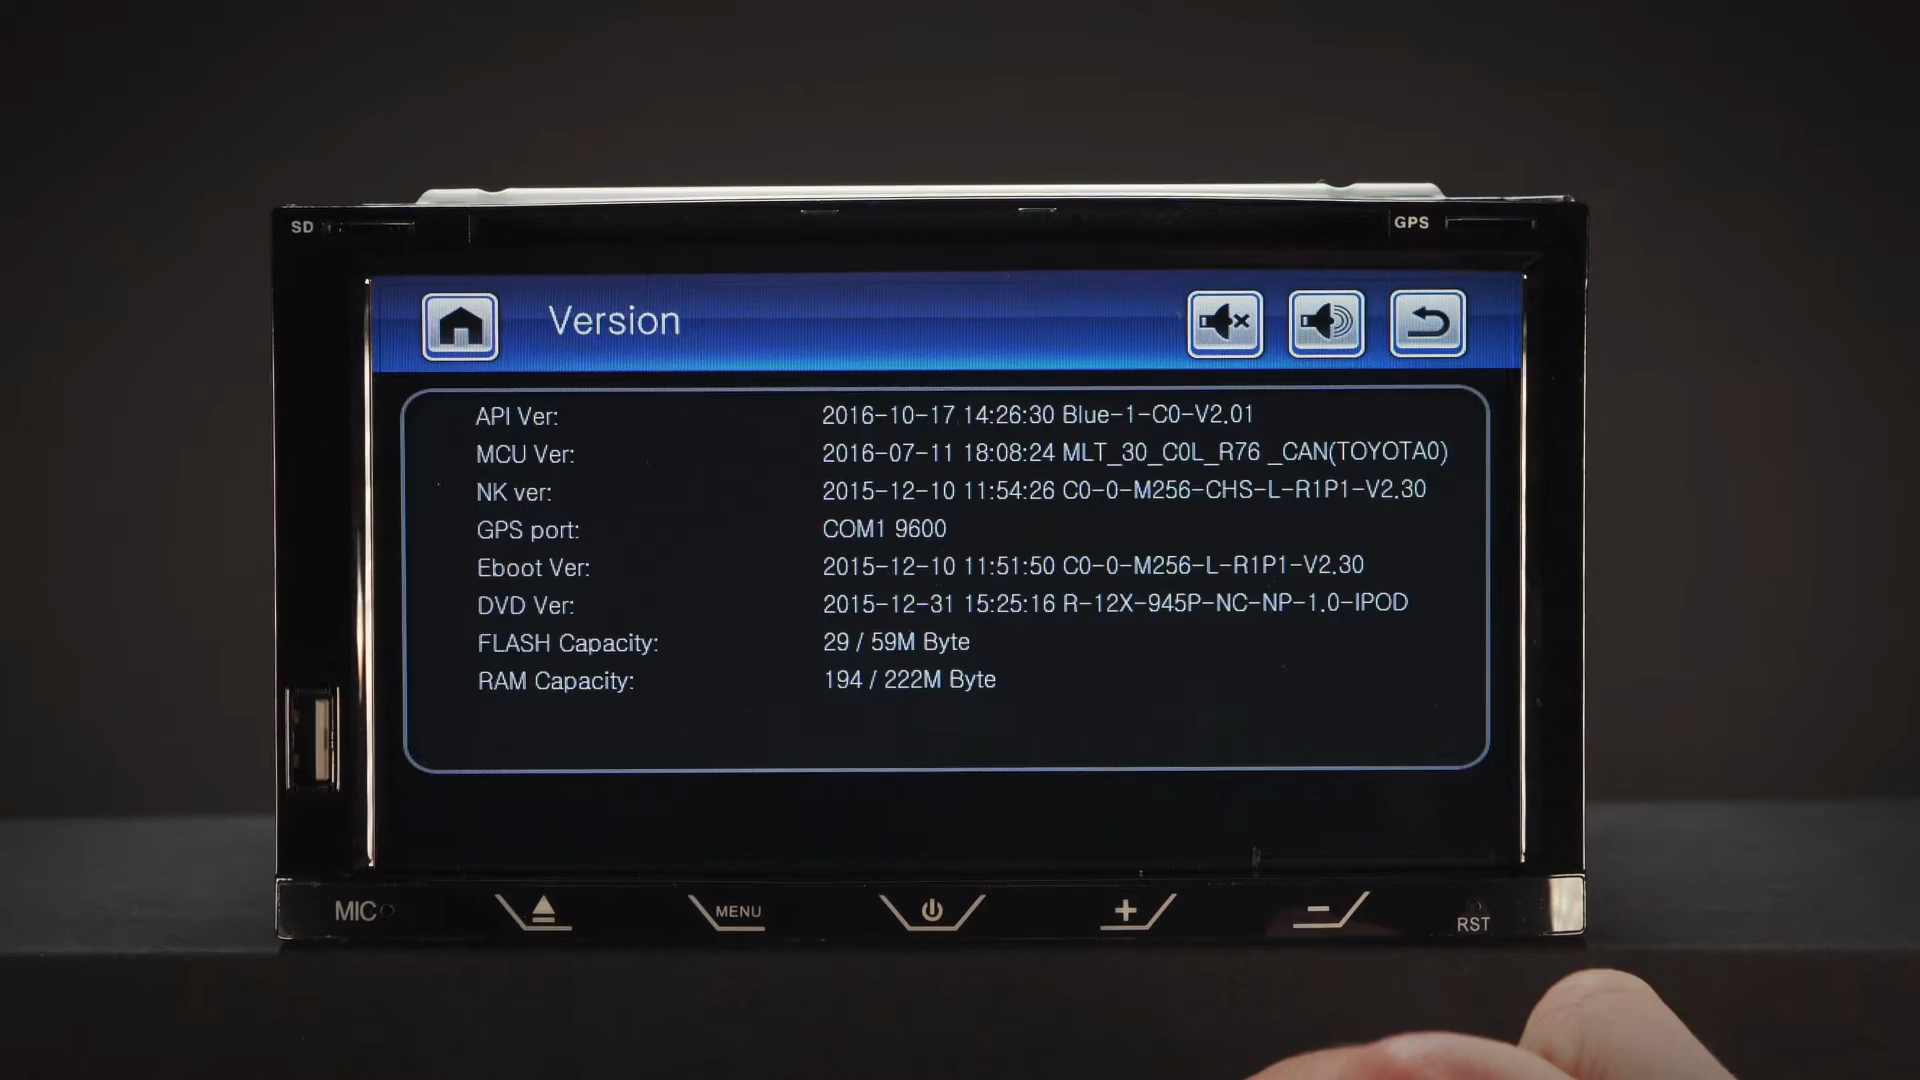 SD
GPS
Version
API Ver: 2016-10-17 14:26:30 Blue-1-C0-V2.01
MCU Ver: 2016-07-11 18:08:24 MLT_30_C0L_R76 _CAN(TOYOTA0)
NK ver: 2015-12-10 11:54:26 C0-0-M256-CHS-L-R1P1-V2.30
GPS port: COM1 9600
Eboot Ver: 2015-12-10 11:51:50 C0-0-M256-L-R1P1-V2.30
DVD Ver: 2015-12-31 15:25:16 R-12X-945P-NC-NP-1.0-IPOD
FLASH Capacity: 29 / 59M Byte
RAM Capacity: 194 / 222M Byte
MIC
MENU
+
-
RST